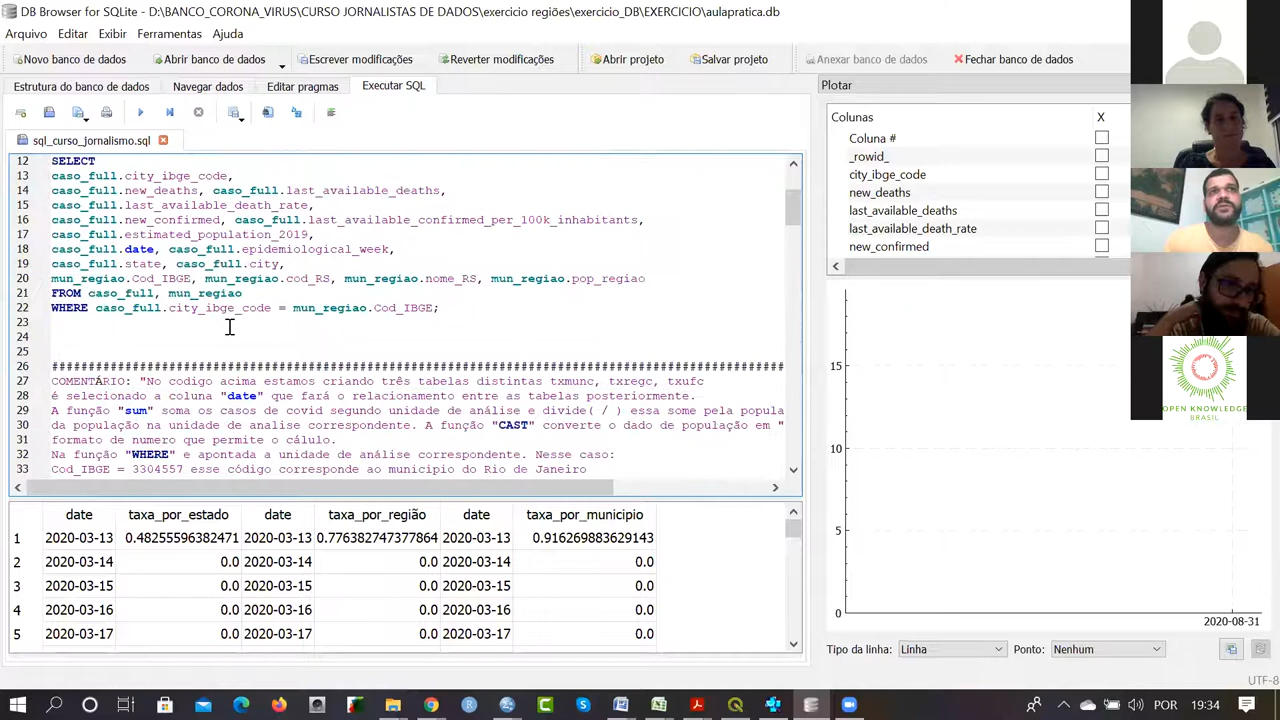 DB Browser for SQLite - D:\BANCO_CORONA_VIRUS\CURSO JORNALISTAS DE DADOS\exercicio regiões\exercicio_DB\EXERCICIO\aulapratica.db
Arquivo Editar Exibir Ferramentas Ajuda
Novo banco de dados Abrir banco de dados Escrever modificações Reverter modificações Abrir projeto Salvar projeto Anexar banco de dados Fechar banco de dados
Estrutura do banco de dados Navegar dados Editar pragmas Executar SQL
sql_curso_jornalismo.sql
12 SELECT
13 caso_full.city_ibge_code,
14 caso_full.new_deaths, caso_full.last_available_deaths,
15 caso_full.last_available_death_rate,
16 caso_full.new_confirmed, caso_full.last_available_confirmed_per_100k_inhabitants,
17 caso_full.estimated_population_2019,
18 caso_full.date, caso_full.epidemiological_week,
19 caso_full.state, caso_full.city,
20 mun_regiao.Cod_IBGE, mun_regiao.cod_RS, mun_regiao.nome_RS, mun_regiao.pop_regiao
21 FROM caso_full, mun_regiao
22 WHERE caso_full.city_ibge_code = mun_regiao.Cod_IBGE;
23
24
25
26 ####################################################################################################
27 COMENTÁRIO: "No codigo acima estamos criando três tabelas distintas txmunc, txregc, txufc
28 é selecionado a coluna "date" que fará o relacionamento entre as tabelas posteriormente.
29 A função "sum" soma os casos de covid segundo unidade de análise e divide( / ) essa some pela popula
30 da população na unidade de analise correspondente. A função "CAST" converte o dado de população em "
31 formato de numero que permite o cálculo.
32 Na função "WHERE" e apontada a unidade de análise correspondente. Nesse caso:
33 Cod_IBGE = 3304557 esse código corresponde ao municipio do Rio de Janeiro
date taxa_por_estado date taxa_por_região date taxa_por_municipio
1 2020-03-13 0.48255596382471 2020-03-13 0.776382747377864 2020-03-13 0.916269883629143
2 2020-03-14 0.0 2020-03-14 0.0 2020-03-14 0.0
3 2020-03-15 0.0 2020-03-15 0.0 2020-03-15 0.0
4 2020-03-16 0.0 2020-03-16 0.0 2020-03-16 0.0
5 2020-03-17 0.0 2020-03-17 0.0 2020-03-17 0.0
Plotar
Colunas X
Coluna #
_rowid_
city_ibge_code
new_deaths
last_available_deaths
last_available_death_rate
new_confirmed
15
10
5
0
2020-08-31
Tipo da linha: Linha Ponto: Nenhum
UTF-8
OPEN KNOWLEDGE
BRASIL
POR 19:34